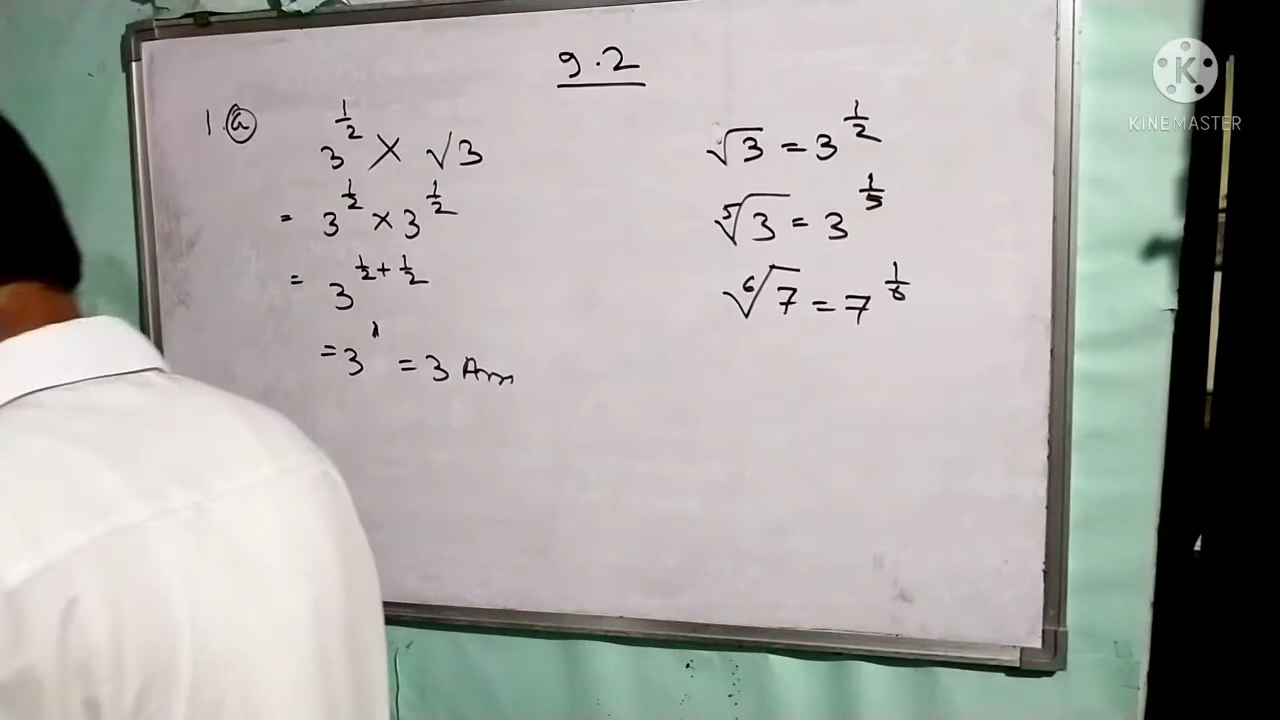 9.2
1. (a) 3^{1/2} × √3
= 3^{1/2} × 3^{1/2}
= 3^{1/2 + 1/2}
= 3^1 = 3 Ans
√3 = 3^{1/2}
⁵√3 = 3^{1/5}
⁶√7 = 7^{1/6}
K
KINEMASTER